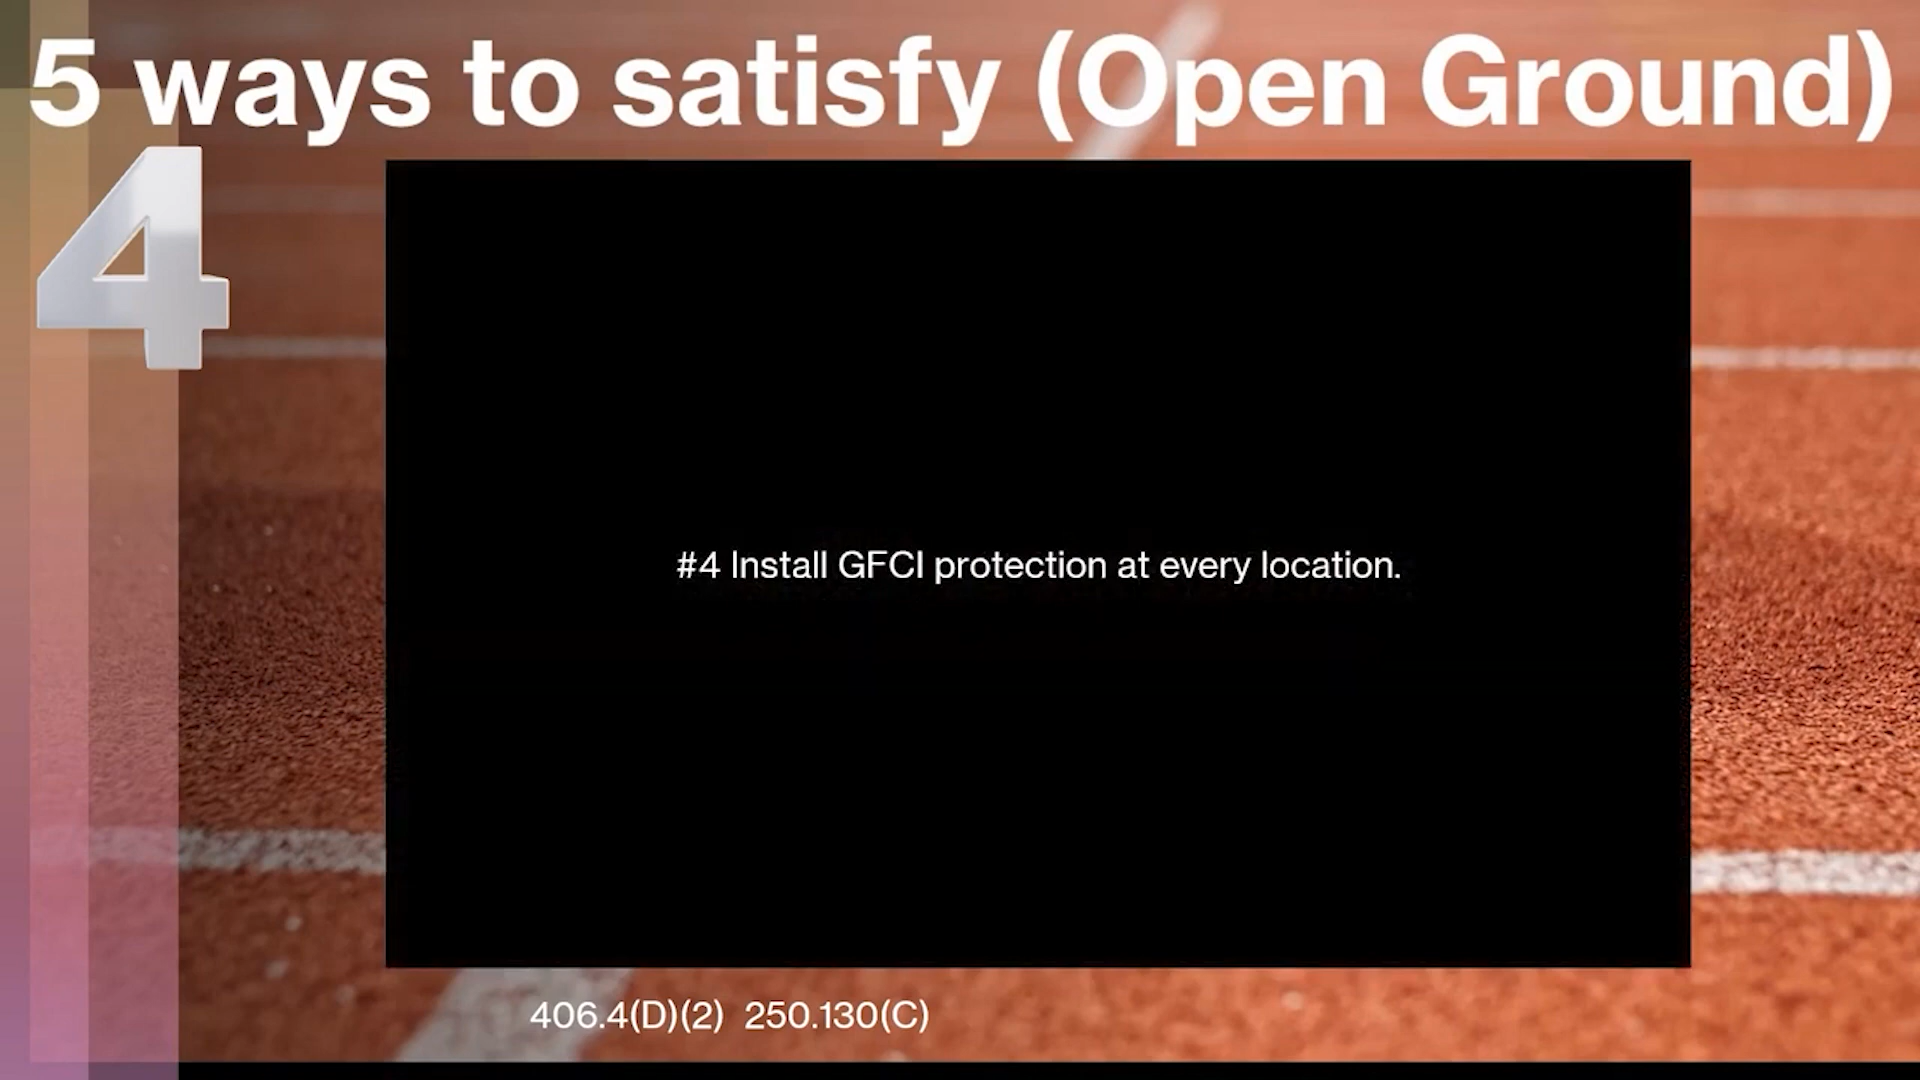 5 ways to satisfy (Open Ground)
4
#4 Install GFCI protection at every location.
406.4(D)(2) 250.130(C)